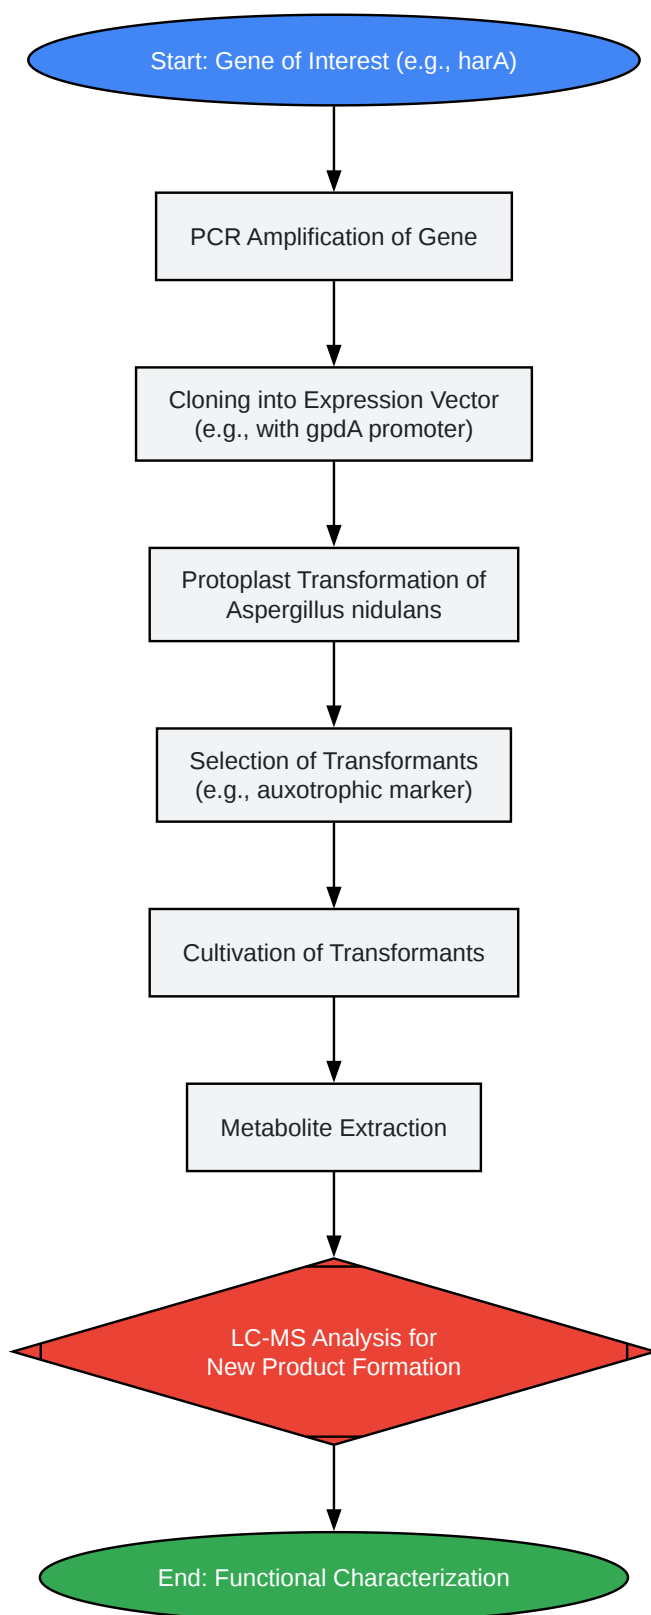 Start: Gene of Interest (e.g., harA)
PCR Amplification of Gene
Cloning into Expression Vector
(e.g., with gpdA promoter)
Protoplast Transformation of
Aspergillus nidulans
Selection of Transformants
(e.g., auxotrophic marker)
Cultivation of Transformants
Metabolite Extraction
LC-MS Analysis for
New Product Formation
End: Functional Characterization